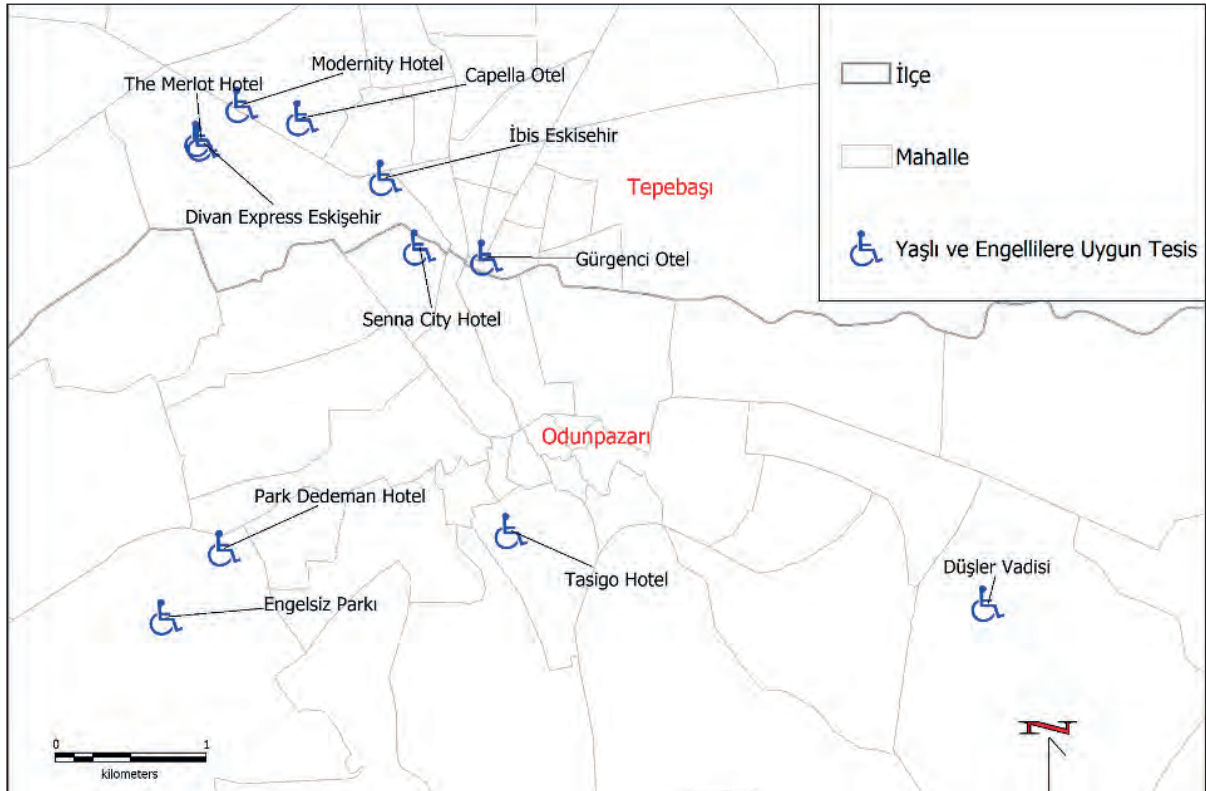 Modernity Hotel
The Merlot Hotel
Capella Otel
İbis Eskisehir
Tepebaşı
Divan Express Eskişehir
Gürgenci Otel
Senna City Hotel
Odunpazarı
Park Dedeman Hotel
Tasigo Hotel
Düşler Vadisi
Engelsiz Parkı
İlçe
Mahalle
Yaşlı ve Engellilere Uygun Tesis
0 1
kilometers
N